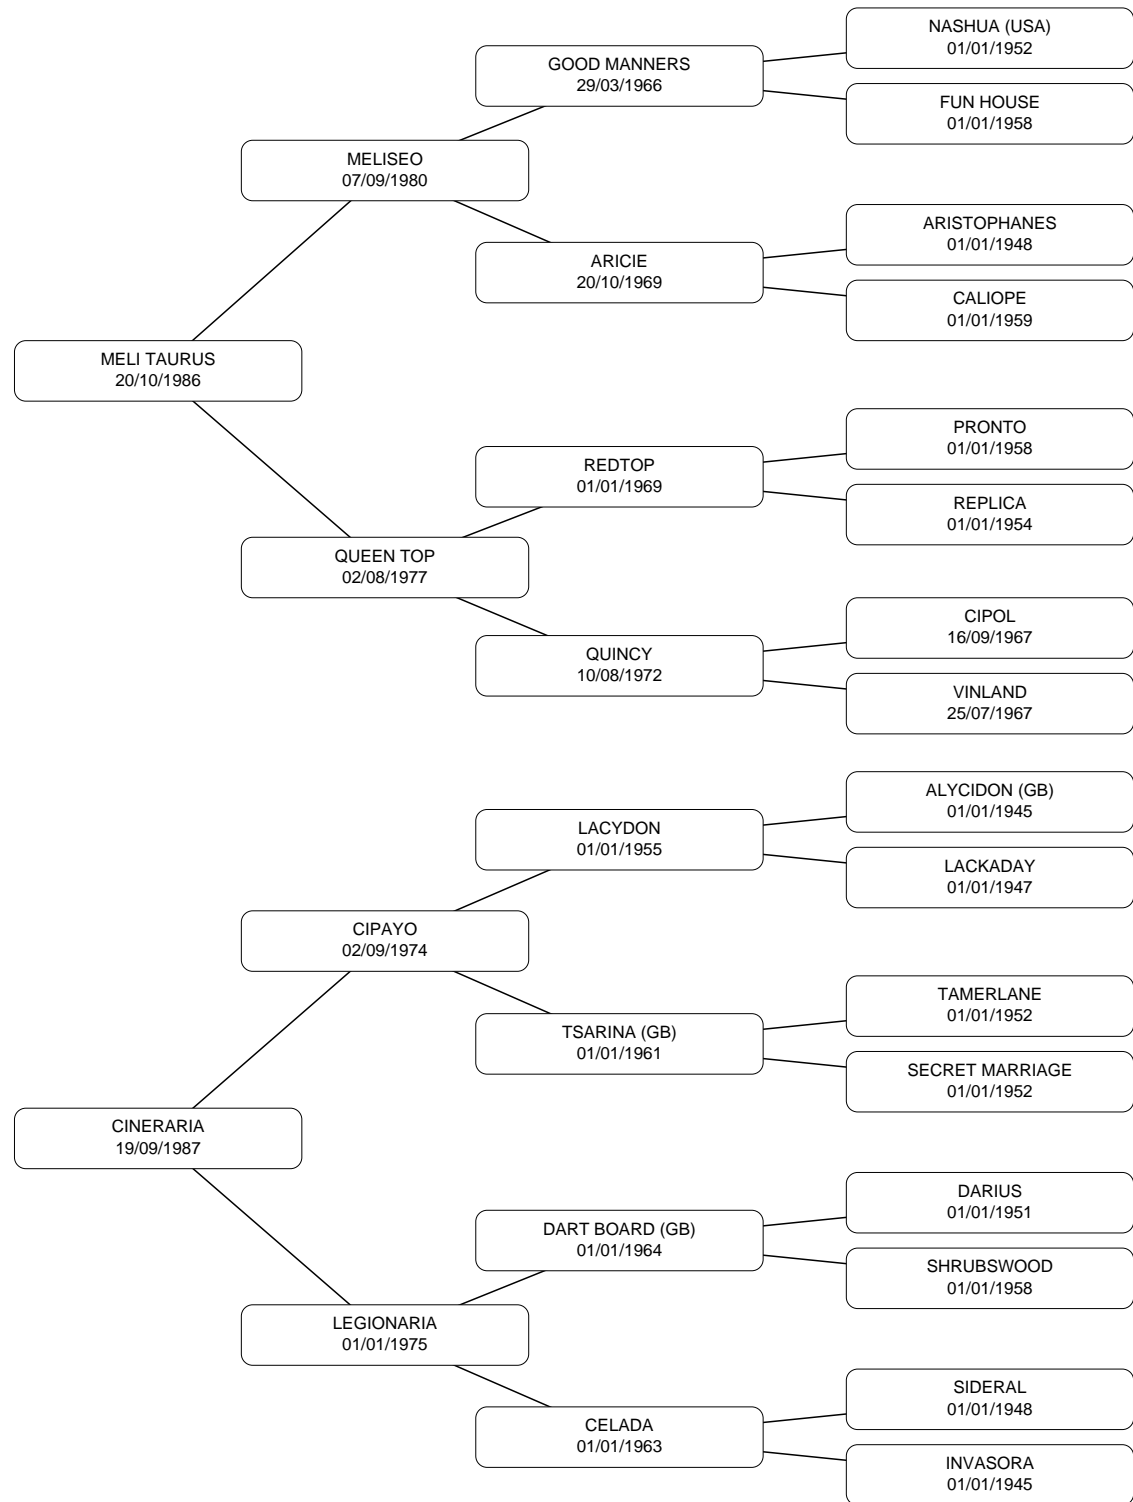 NASHUA (USA)
01/01/1952
GOOD MANNERS
29/03/1966
FUN HOUSE
01/01/1958
MELISEO
07/09/1980
ARISTOPHANES
01/01/1948
ARICIE
20/10/1969
CALIOPE
01/01/1959
MELI TAURUS
20/10/1986
PRONTO
01/01/1958
REDTOP
01/01/1969
REPLICA
01/01/1954
QUEEN TOP
02/08/1977
CIPOL
16/09/1967
QUINCY
10/08/1972
VINLAND
25/07/1967
ALYCIDON (GB)
01/01/1945
LACYDON
01/01/1955
LACKADAY
01/01/1947
CIPAYO
02/09/1974
TAMERLANE
01/01/1952
TSARINA (GB)
01/01/1961
SECRET MARRIAGE
01/01/1952
CINERARIA
19/09/1987
DARIUS
01/01/1951
DART BOARD (GB)
01/01/1964
SHRUBSWOOD
01/01/1958
LEGIONARIA
01/01/1975
SIDERAL
01/01/1948
CELADA
01/01/1963
INVASORA
01/01/1945